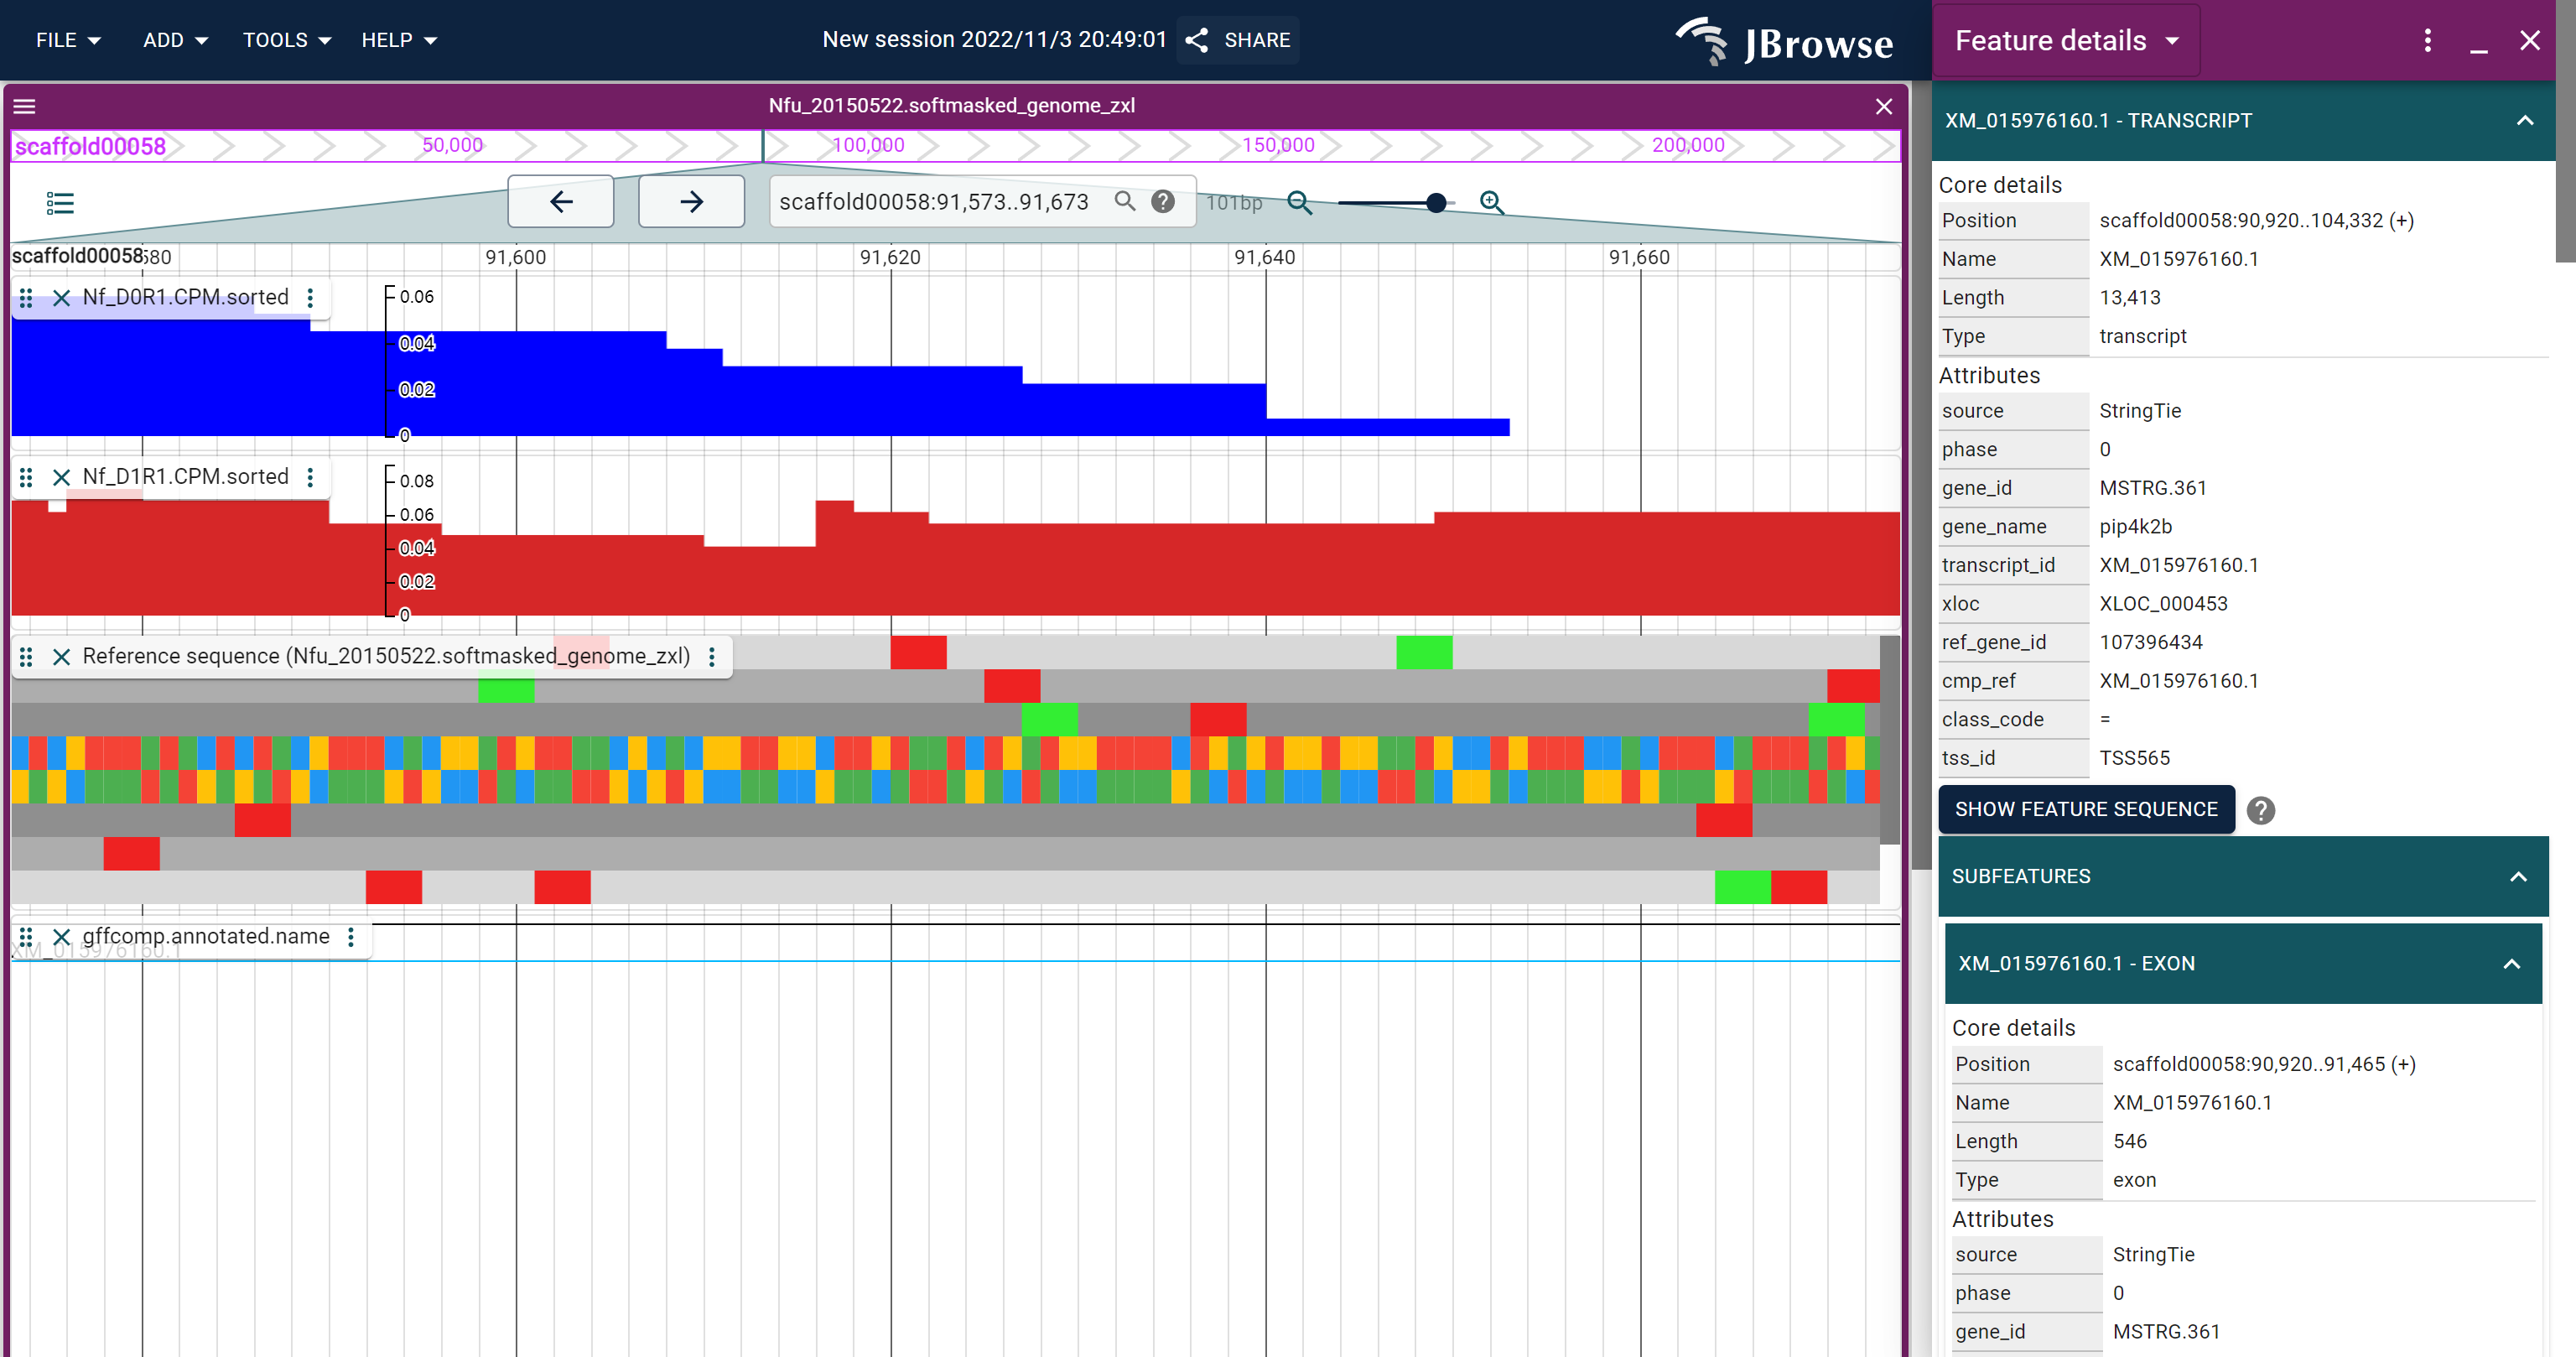 FILE ADD TOOLS HELP New session 2022/11/3 20:49:01 SHARE JBrowse
Nfu_20150522.softmasked_genome_zxl
scaffold00058 50,000 100,000 150,000 200,000
scaffold00058:91,573..91,673 101bp
scaffold00058 580 91,600 91,620 91,640 91,660
Nf_D0R1.CPM.sorted
0.06
0.04
0.02
0
Nf_D1R1.CPM.sorted
0.08
0.06
0.04
0.02
0
Reference sequence (Nfu_20150522.softmasked_genome_zxl)
gffcomp.annotated.name
XM_015976160.1
Feature details
XM_015976160.1 - TRANSCRIPT
Core details
Position scaffold00058:90,920..104,332 (+)
Name XM_015976160.1
Length 13,413
Type transcript
Attributes
source StringTie
phase 0
gene_id MSTRG.361
gene_name pip4k2b
transcript_id XM_015976160.1
xloc XLOC_000453
ref_gene_id 107396434
cmp_ref XM_015976160.1
class_code =
tss_id TSS565
SHOW FEATURE SEQUENCE
SUBFEATURES
XM_015976160.1 - EXON
Core details
Position scaffold00058:90,920..91,465 (+)
Name XM_015976160.1
Length 546
Type exon
Attributes
source StringTie
phase 0
gene_id MSTRG.361